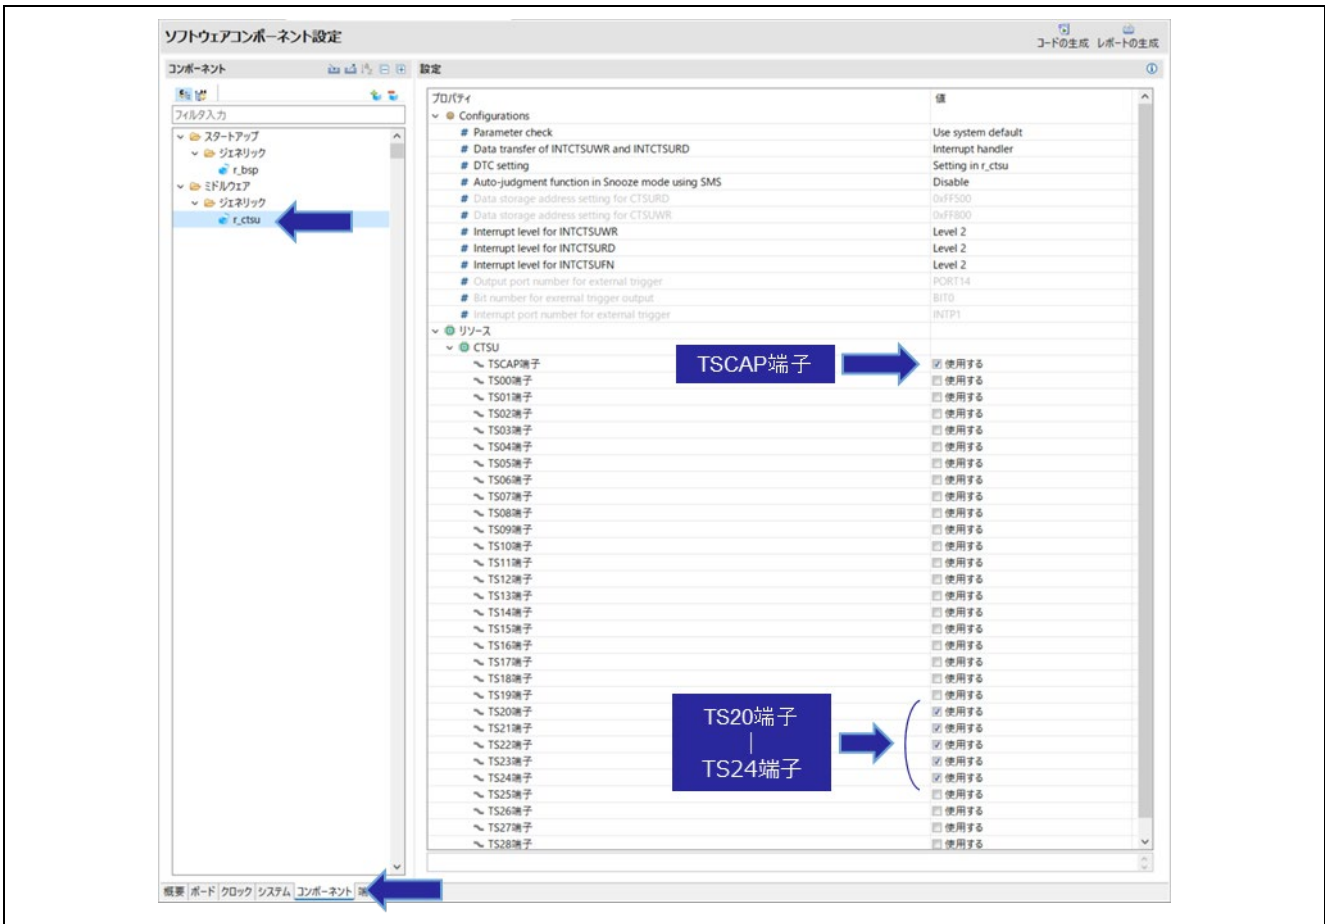 ソフトウェアコンポーネント設定
コードの生成 レポートの生成
コンポーネント
設定
フィルタ入力
スタートアップ
ジェネリック
r_bsp
ミドルウェア
ジェネリック
r_ctsu
プロパティ 値
Configurations
Parameter check Use system default
Data transfer of INTCTSUWR and INTCTSURD Interrupt handler
DTC setting Setting in r_ctsu
Auto-judgment function in Snooze mode using SMS Disable
Data storage address setting for CTSURD 0xFF500
Data storage address setting for CTSUWR 0xFF800
Interrupt level for INTCTSUWR Level 2
Interrupt level for INTCTSURD Level 2
Interrupt level for INTCTSUFN Level 2
Output port number for external trigger PORT14
Bit number for exremal trigger output BIT0
Interrupt port number for external trigger INTP1
リソース
CTSU
TSCAP端子 TSCAP端子 使用する
TS00端子 使用する
TS01端子 使用する
TS02端子 使用する
TS03端子 使用する
TS04端子 使用する
TS05端子 使用する
TS06端子 使用する
TS07端子 使用する
TS08端子 使用する
TS09端子 使用する
TS10端子 使用する
TS11端子 使用する
TS12端子 使用する
TS13端子 使用する
TS14端子 使用する
TS15端子 使用する
TS16端子 使用する
TS17端子 使用する
TS18端子 使用する
TS19端子 使用する
TS20端子 使用する
TS21端子 使用する
TS22端子 使用する
TS23端子 使用する
TS24端子 使用する
TS20端子
|
TS24端子
TS25端子 使用する
TS26端子 使用する
TS27端子 使用する
TS28端子 使用する
概要 ボード クロック システム コンポーネント